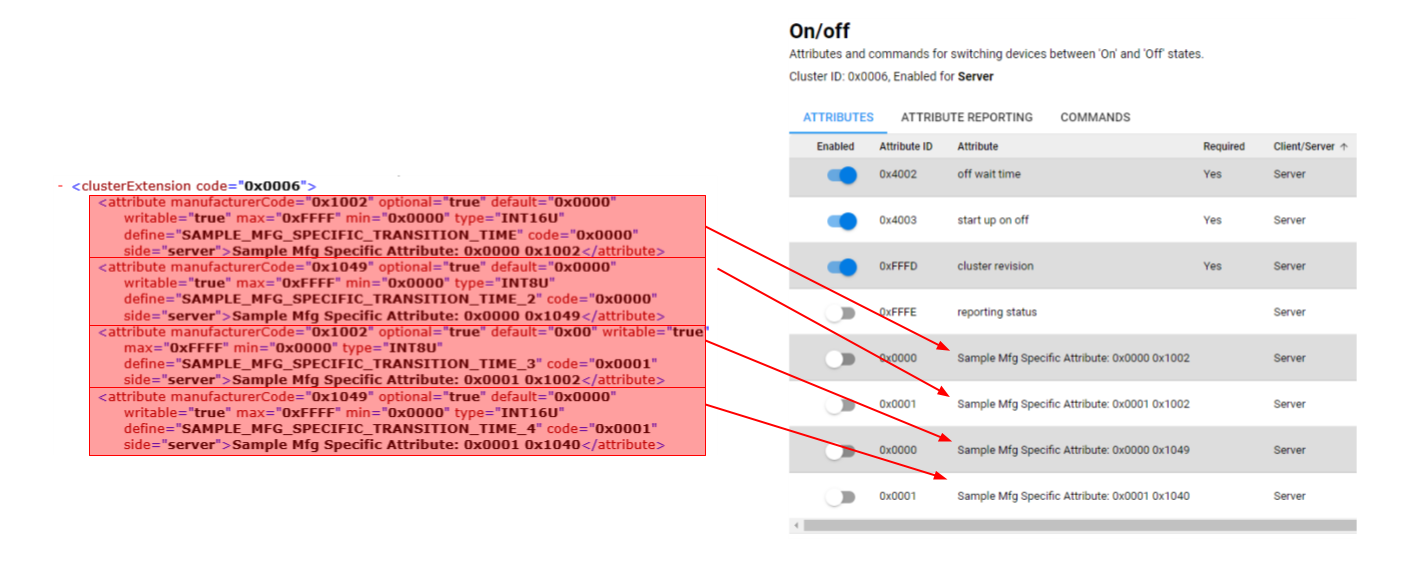 - <clusterExtension code="0x0006">
<attribute manufacturerCode="0x1002" optional="true" default="0x0000"
writable="true" max="0xFFFF" min="0x0000" type="INT16U"
define="SAMPLE_MFG_SPECIFIC_TRANSITION_TIME" code="0x0000"
side="server">Sample Mfg Specific Attribute: 0x0000 0x1002</attribute>
<attribute manufacturerCode="0x1049" optional="true" default="0x0000"
writable="true" max="0xFFFF" min="0x0000" type="INT8U"
define="SAMPLE_MFG_SPECIFIC_TRANSITION_TIME_2" code="0x0000"
side="server">Sample Mfg Specific Attribute: 0x0000 0x1049</attribute>
<attribute manufacturerCode="0x1002" optional="true" default="0x00" writable="true"
max="0xFFFF" min="0x0000" type="INT8U"
define="SAMPLE_MFG_SPECIFIC_TRANSITION_TIME_3" code="0x0001"
side="server">Sample Mfg Specific Attribute: 0x0001 0x1002</attribute>
<attribute manufacturerCode="0x1049" optional="true" default="0x0000"
writable="true" max="0xFFFF" min="0x0000" type="INT16U"
define="SAMPLE_MFG_SPECIFIC_TRANSITION_TIME_4" code="0x0001"
side="server">Sample Mfg Specific Attribute: 0x0001 0x1040</attribute>
On/off
Attributes and commands for switching devices between 'On' and 'Off' states.
Cluster ID: 0x0006, Enabled for Server
ATTRIBUTES ATTRIBUTE REPORTING COMMANDS
Enabled Attribute ID Attribute Required Client/Server ↑
0x4002 off wait time Yes Server
0x4003 start up on off Yes Server
0xFFFD cluster revision Yes Server
0xFFFE reporting status Server
0x0000 Sample Mfg Specific Attribute: 0x0000 0x1002 Server
0x0001 Sample Mfg Specific Attribute: 0x0001 0x1002 Server
0x0000 Sample Mfg Specific Attribute: 0x0000 0x1049 Server
0x0001 Sample Mfg Specific Attribute: 0x0001 0x1040 Server